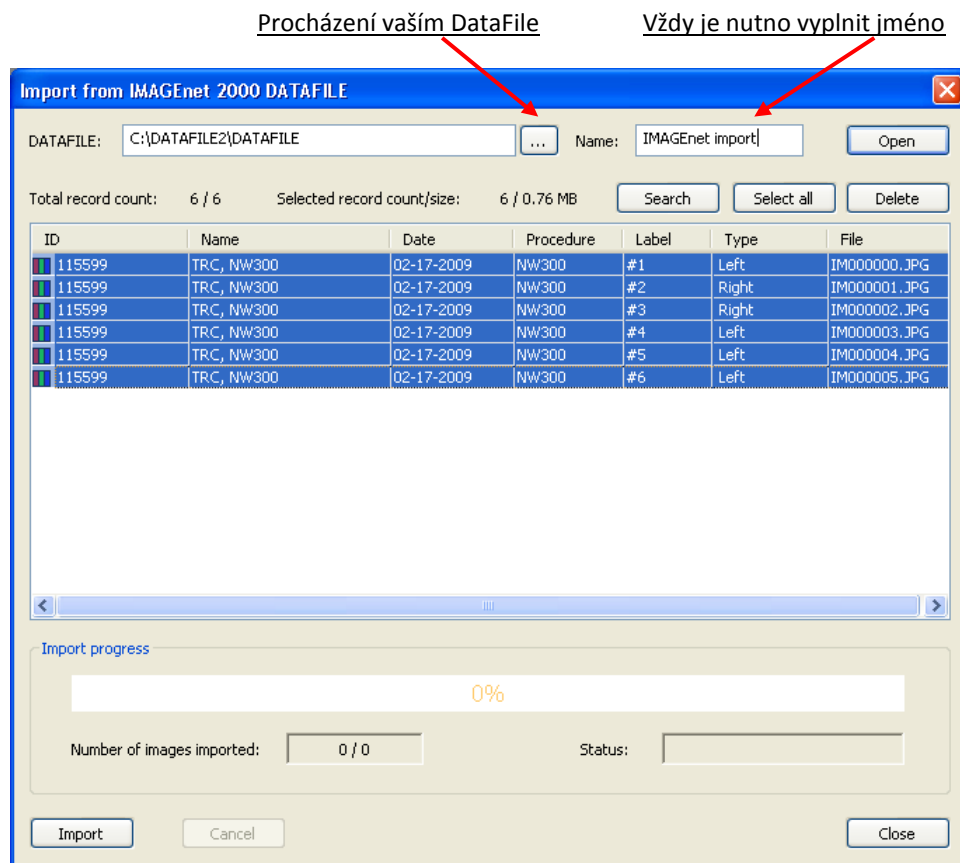 Procházení vaším DataFile Vždy je nutno vyplnit jméno
Import from IMAGEnet 2000 DATAFILE
DATAFILE: C:\DATAFILE2\DATAFILE ... Name: IMAGEnet import Open
Total record count: 6 / 6 Selected record count/size: 6 / 0.76 MB Search Select all Delete
ID Name Date Procedure Label Type File
115599 TRC, NW300 02-17-2009 NW300 #1 Left IM000000.JPG
115599 TRC, NW300 02-17-2009 NW300 #2 Right IM000001.JPG
115599 TRC, NW300 02-17-2009 NW300 #3 Right IM000002.JPG
115599 TRC, NW300 02-17-2009 NW300 #4 Left IM000003.JPG
115599 TRC, NW300 02-17-2009 NW300 #5 Left IM000004.JPG
115599 TRC, NW300 02-17-2009 NW300 #6 Left IM000005.JPG
Import progress
0%
Number of images imported: 0 / 0 Status:
Import Cancel Close